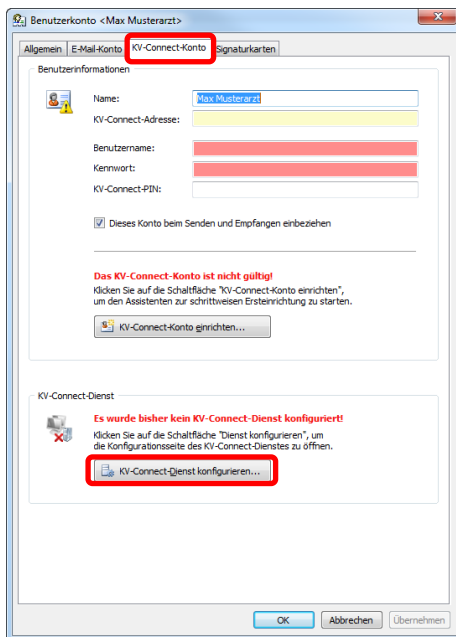 Benutzerkonto <Max Musterarzt>
Allgemein E-Mail-Konto KV-Connect-Konto Signaturkarten
Benutzerinformationen
Name: Max Musterarzt
KV-Connect-Adresse:
Benutzername:
Kennwort:
KV-Connect-PIN:
Dieses Konto beim Senden und Empfangen einbeziehen
Das KV-Connect-Konto ist nicht gültig!
Klicken Sie auf die Schaltfläche "KV-Connect-Konto einrichten",
um den Assistenten zur schrittweisen Ersteinrichtung zu starten.
KV-Connect-Konto einrichten...
KV-Connect-Dienst
Es wurde bisher kein KV-Connect-Dienst konfiguriert!
Klicken Sie auf die Schaltfläche "Dienst konfigurieren", um
die Konfigurationsseite des KV-Connect-Dienstes zu öffnen.
KV-Connect-Dienst konfigurieren...
OK Abbrechen Übernehmen